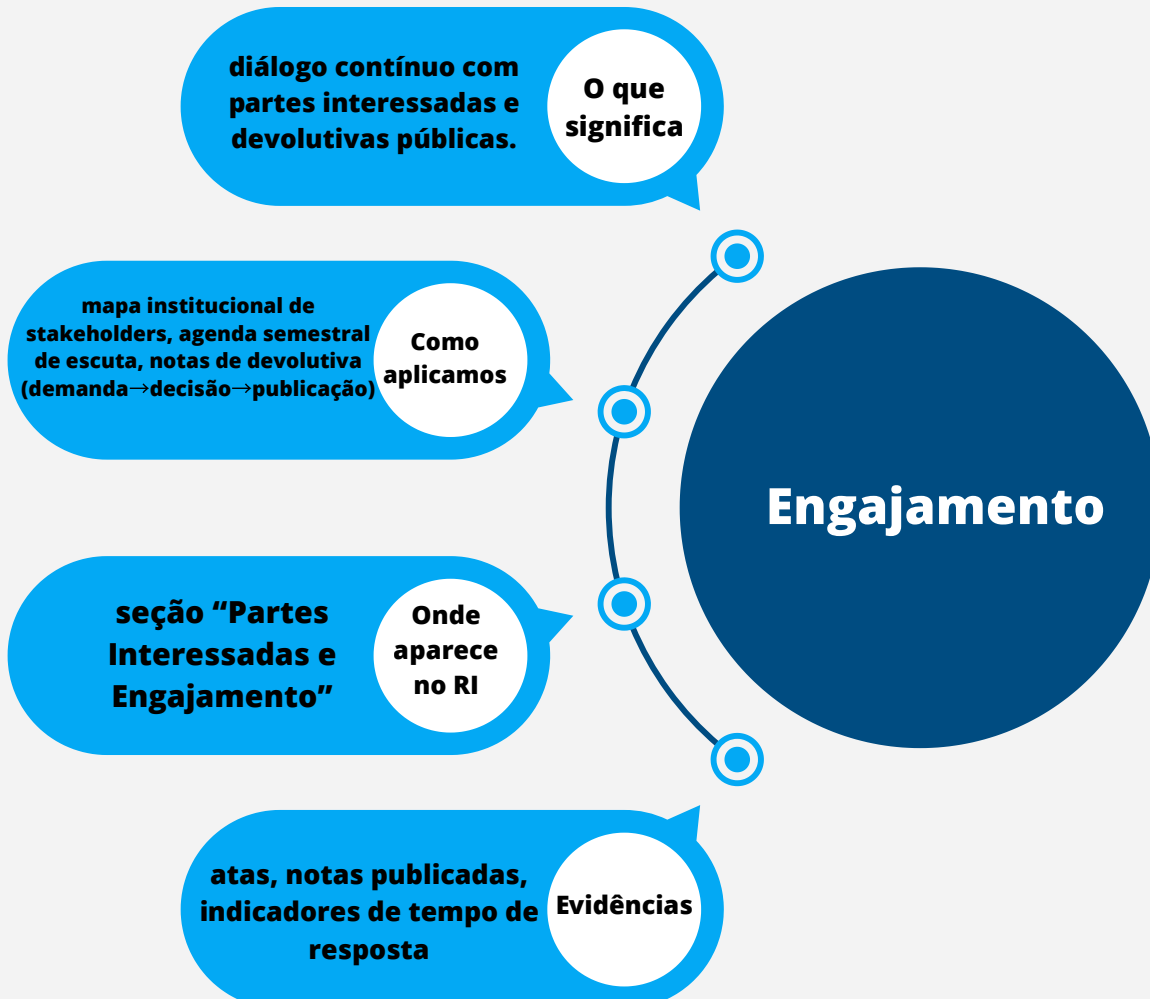 diálogo contínuo com
partes interessadas e
devolutivas públicas.
O que
significa
mapa institucional de
stakeholders, agenda semestral
de escuta, notas de devolutiva
(demanda→decisão→publicação)
Como
aplicamos
Engajamento
seção “Partes
Interessadas e
Engajamento”
Onde
aparece
no RI
atas, notas publicadas,
indicadores de tempo de
resposta
Evidências